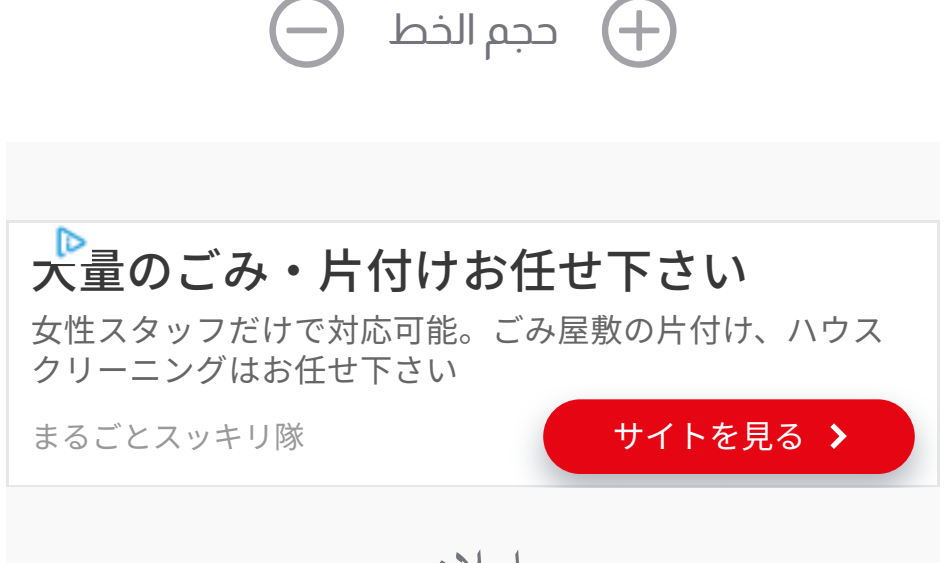 حجم الخط
大量のごみ・片付けお任せ下さい
女性スタッフだけで対応可能。ごみ屋敷の片付け、ハウス
クリーニングはお任せ下さい
まるごとスッキリ隊
サイトを見る